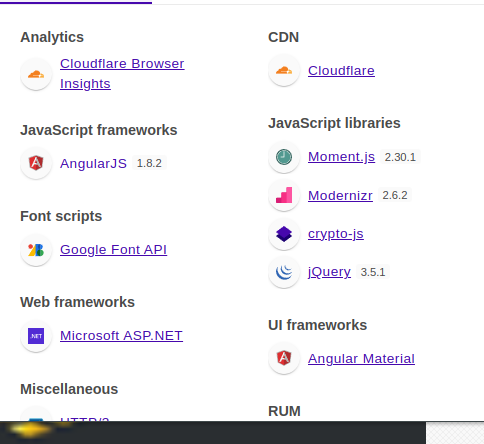 Analytics
Cloudflare Browser
Insights
JavaScript frameworks
AngularJS 1.8.2
Font scripts
Google Font API
Web frameworks
Microsoft ASP.NET
.NET
Miscellaneous
HTTP/3
CDN
Cloudflare
JavaScript libraries
Moment.js 2.30.1
Modernizr 2.6.2
crypto-js
jQuery 3.5.1
UI frameworks
Angular Material
RUM